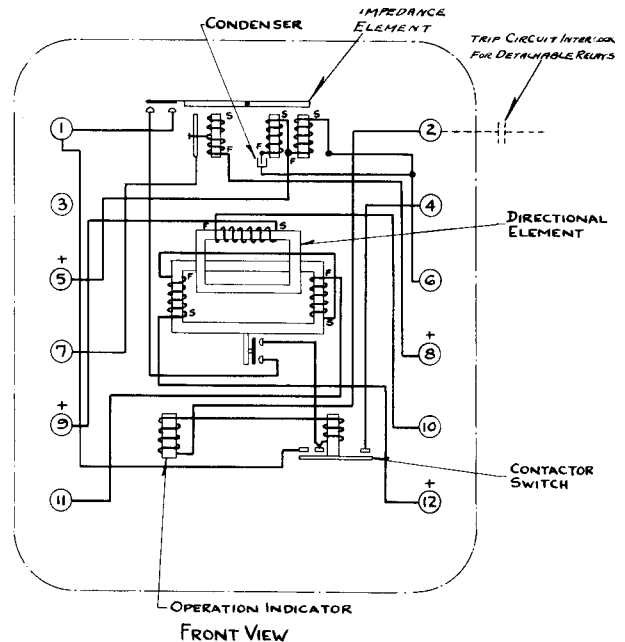 IMPEDANCE
ELEMENT
CONDENSER
TRIP CIRCUIT INTERLOCK
FOR DETACHABLE RELAYS
1
S
S
S
2
F
F
F
3
4
F
S
DIRECTIONAL
ELEMENT
+
5
F
F
6
S
S
+
7
8
+
9
10
CONTACTOR
SWITCH
+
11
12
OPERATION INDICATOR
FRONT VIEW